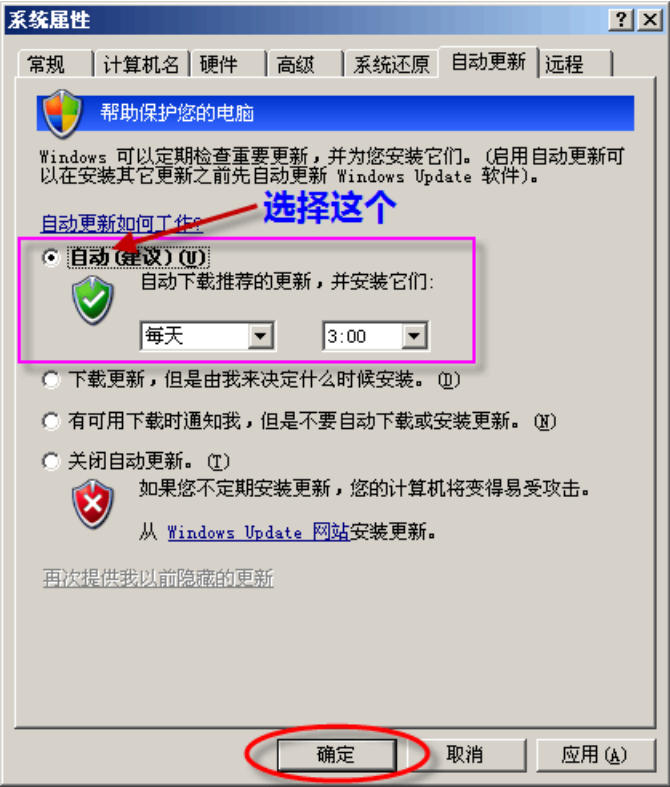 系统属性
常规 计算机名 硬件 高级 系统还原 自动更新 远程
帮助保护您的电脑
Windows 可以定期检查重要更新，并为您安装它们。(启用自动更新可
以在安装其它更新之前先自动更新 Windows Update 软件)。
选择这个
自动更新如何工作?
自动(建议)(U)
自动下载推荐的更新，并安装它们:
每天 3:00
下载更新，但是由我来决定什么时候安装。(D)
有可用下载时通知我，但是不要自动下载或安装更新。(N)
关闭自动更新。(T)
如果您不定期安装更新，您的计算机将变得易受攻击。
从 Windows Update 网站安装更新。
再次提供我以前隐藏的更新
确定 取消 应用(A)